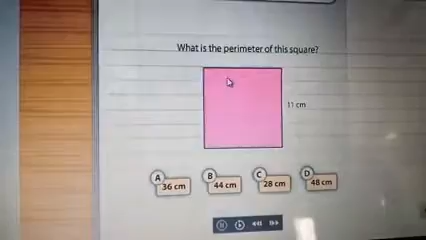 What is the perimeter of this square?
11 cm
A
36 cm
B
44 cm
C
28 cm
D
48 cm